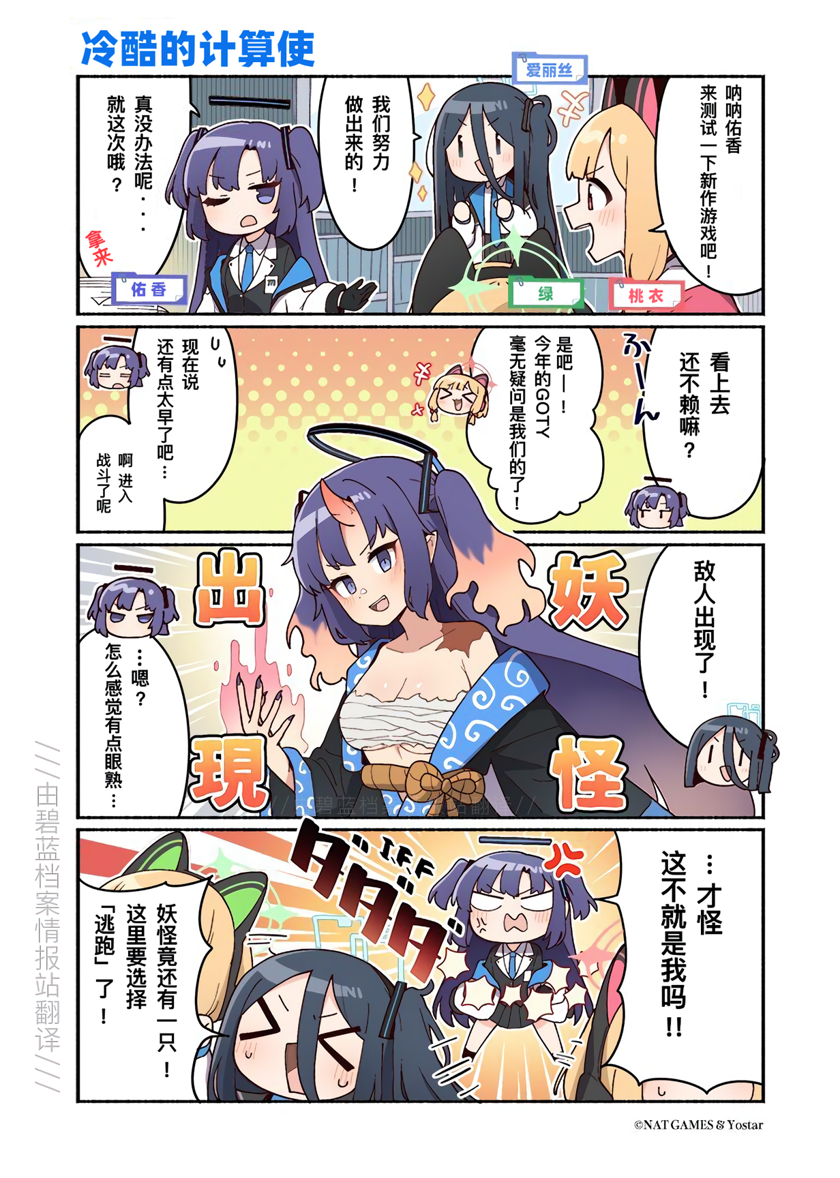 冷酷的计算使
呐呐佑香
来测试一下新作游戏吧！
爱丽丝
我们努力
做出来的！
真没办法呢···
就这次哦？
拿来
佑香
绿
桃衣
看上去
还不赖嘛？
ふーん
是吧—！
今年的GOTY
毫无疑问是我们的了！
现在说
还有点太早了吧…
啊 进入
战斗了呢
敌人出现了！
妖怪
出現
…嗯？
怎么感觉有点眼熟…
…才怪
这不就是我吗!!
I.F.F
ダダダダ
妖怪竟还有一只！
这里要选择
「逃跑」了！
///由碧蓝档案情报站翻译///
©NAT GAMES & Yostar